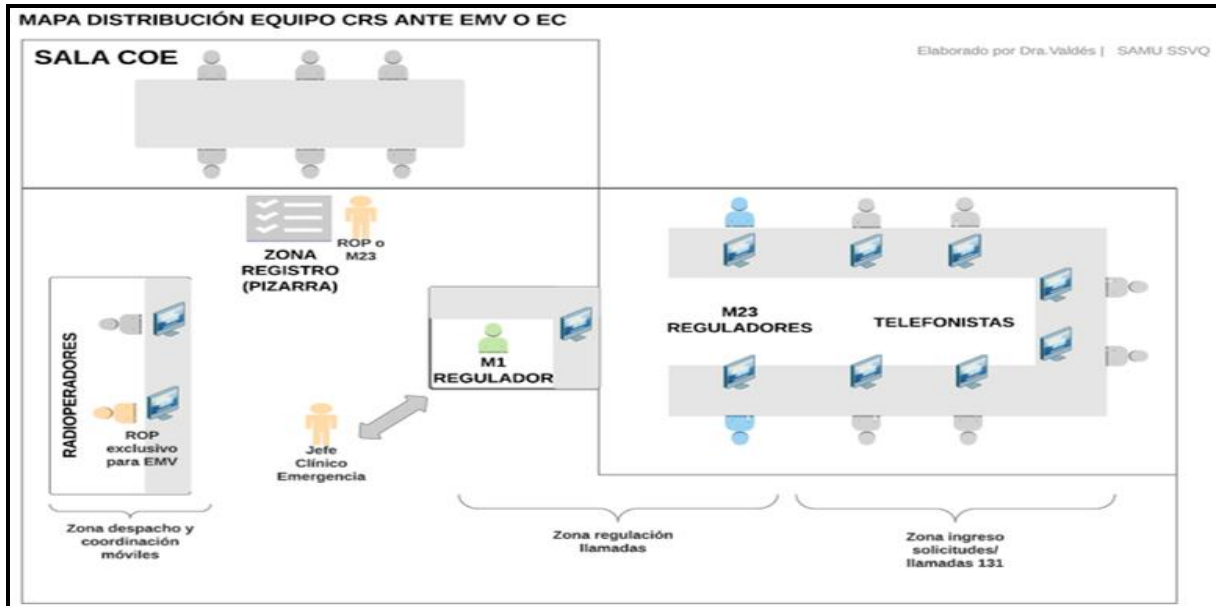 MAPA DISTRIBUCIÓN EQUIPO CRS ANTE EMV O EC
Elaborado por Dra.Valdés | SAMU SSVQ
SALA COE
ROP o
M23
ZONA
REGISTRO
(PIZARRA)
RADIOPERADORES
ROP
exclusivo
para EMV
M1
REGULADOR
Jefe
Clínico
Emergencia
M23
REGULADORES
TELEFONISTAS
Zona despacho y
coordinación
móviles
Zona regulación
llamadas
Zona ingreso
solicitudes/
llamadas 131